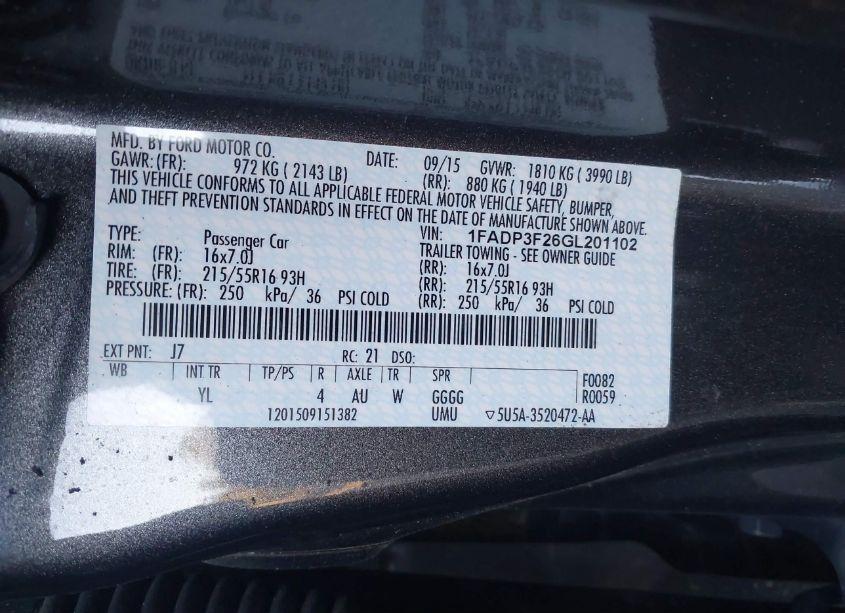 MFD. BY FORD MOTOR CO. DATE: 09/15 GVWR: 1810 KG ( 3990 LB)
GAWR: (FR): 972 KG ( 2143 LB) (RR): 880 KG ( 1940 LB)
THIS VEHICLE CONFORMS TO ALL APPLICABLE FEDERAL MOTOR VEHICLE SAFETY, BUMPER,
AND THEFT PREVENTION STANDARDS IN EFFECT ON THE DATE OF MANUFACTURE SHOWN ABOVE.
VIN: 1FADP3F26GL201102
TYPE: Passenger Car TRAILER TOWING - SEE OWNER GUIDE
RIM: (FR): 16x7.0J (RR): 16x7.0J
TIRE: (FR): 215/55R16 93H (RR): 215/55R16 93H
PRESSURE: (FR): 250 kPa/ 36 PSI COLD (RR): 250 kPa/ 36 PSI COLD
EXT PNT: J7 RC: 21 DSO:
WB INT TR TP/PS R AXLE TR SPR F0082
YL 4 AU W GGGG R0059
1201509151382 UMU ▽5U5A-3520472-AA